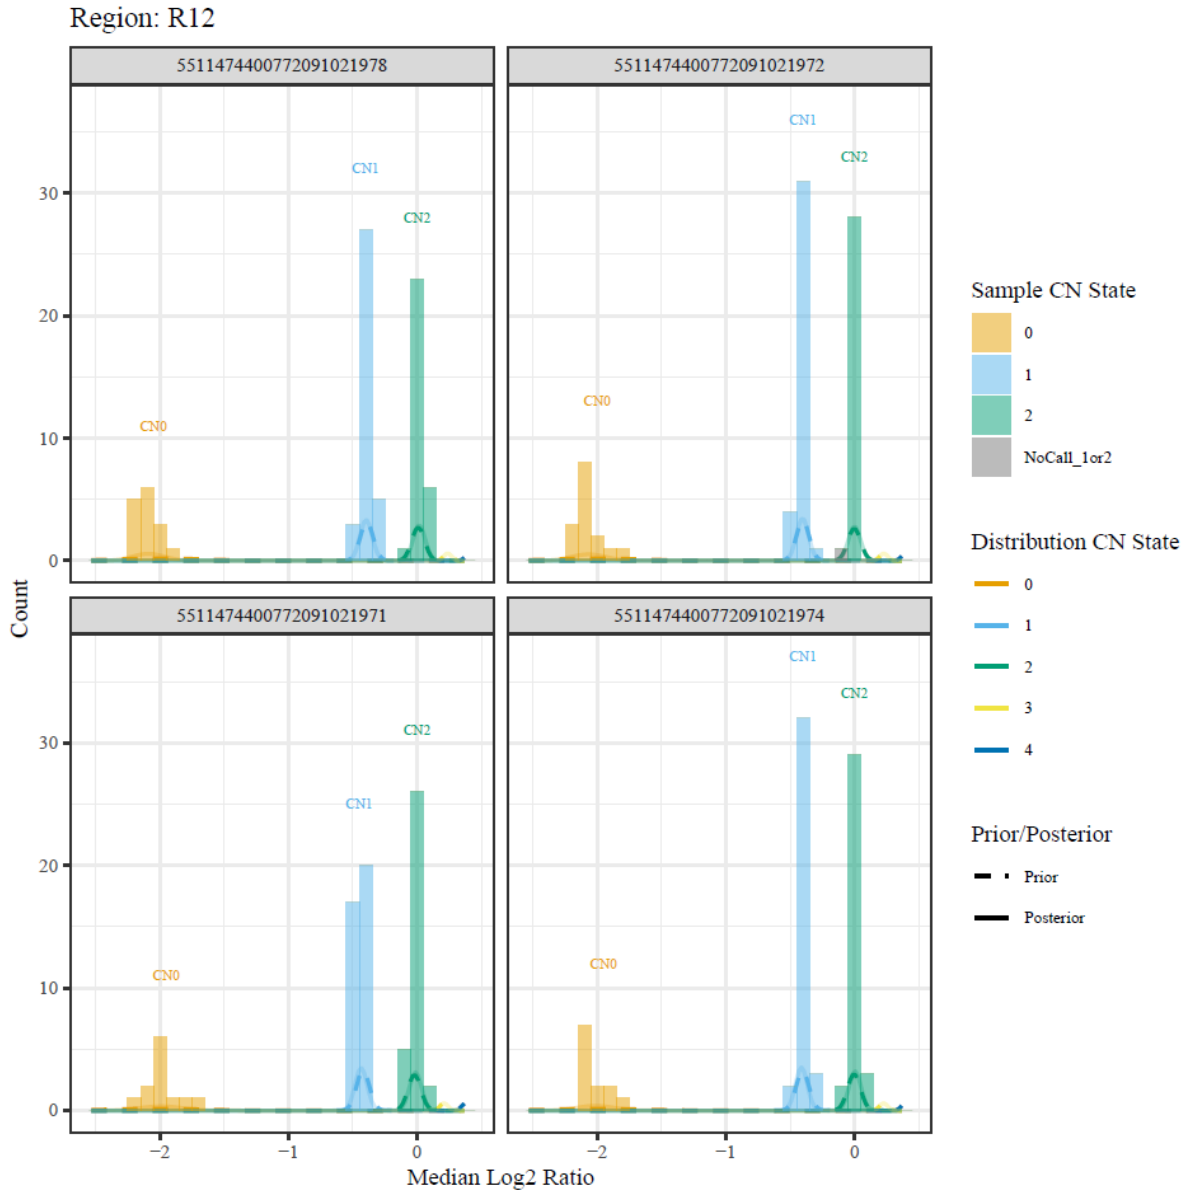 Region: R12
5511474400772091021978
5511474400772091021972
CN1
CN2
CN0
CN1
CN2
CN0
30
20
10
0
5511474400772091021971
5511474400772091021974
CN2
CN1
CN0
CN1
CN2
CN0
30
20
10
0
−2
−1
0
−2
−1
0
Count
Median Log2 Ratio
Sample CN State
0
1
2
NoCall_1or2
Distribution CN State
0
1
2
3
4
Prior/Posterior
Prior
Posterior